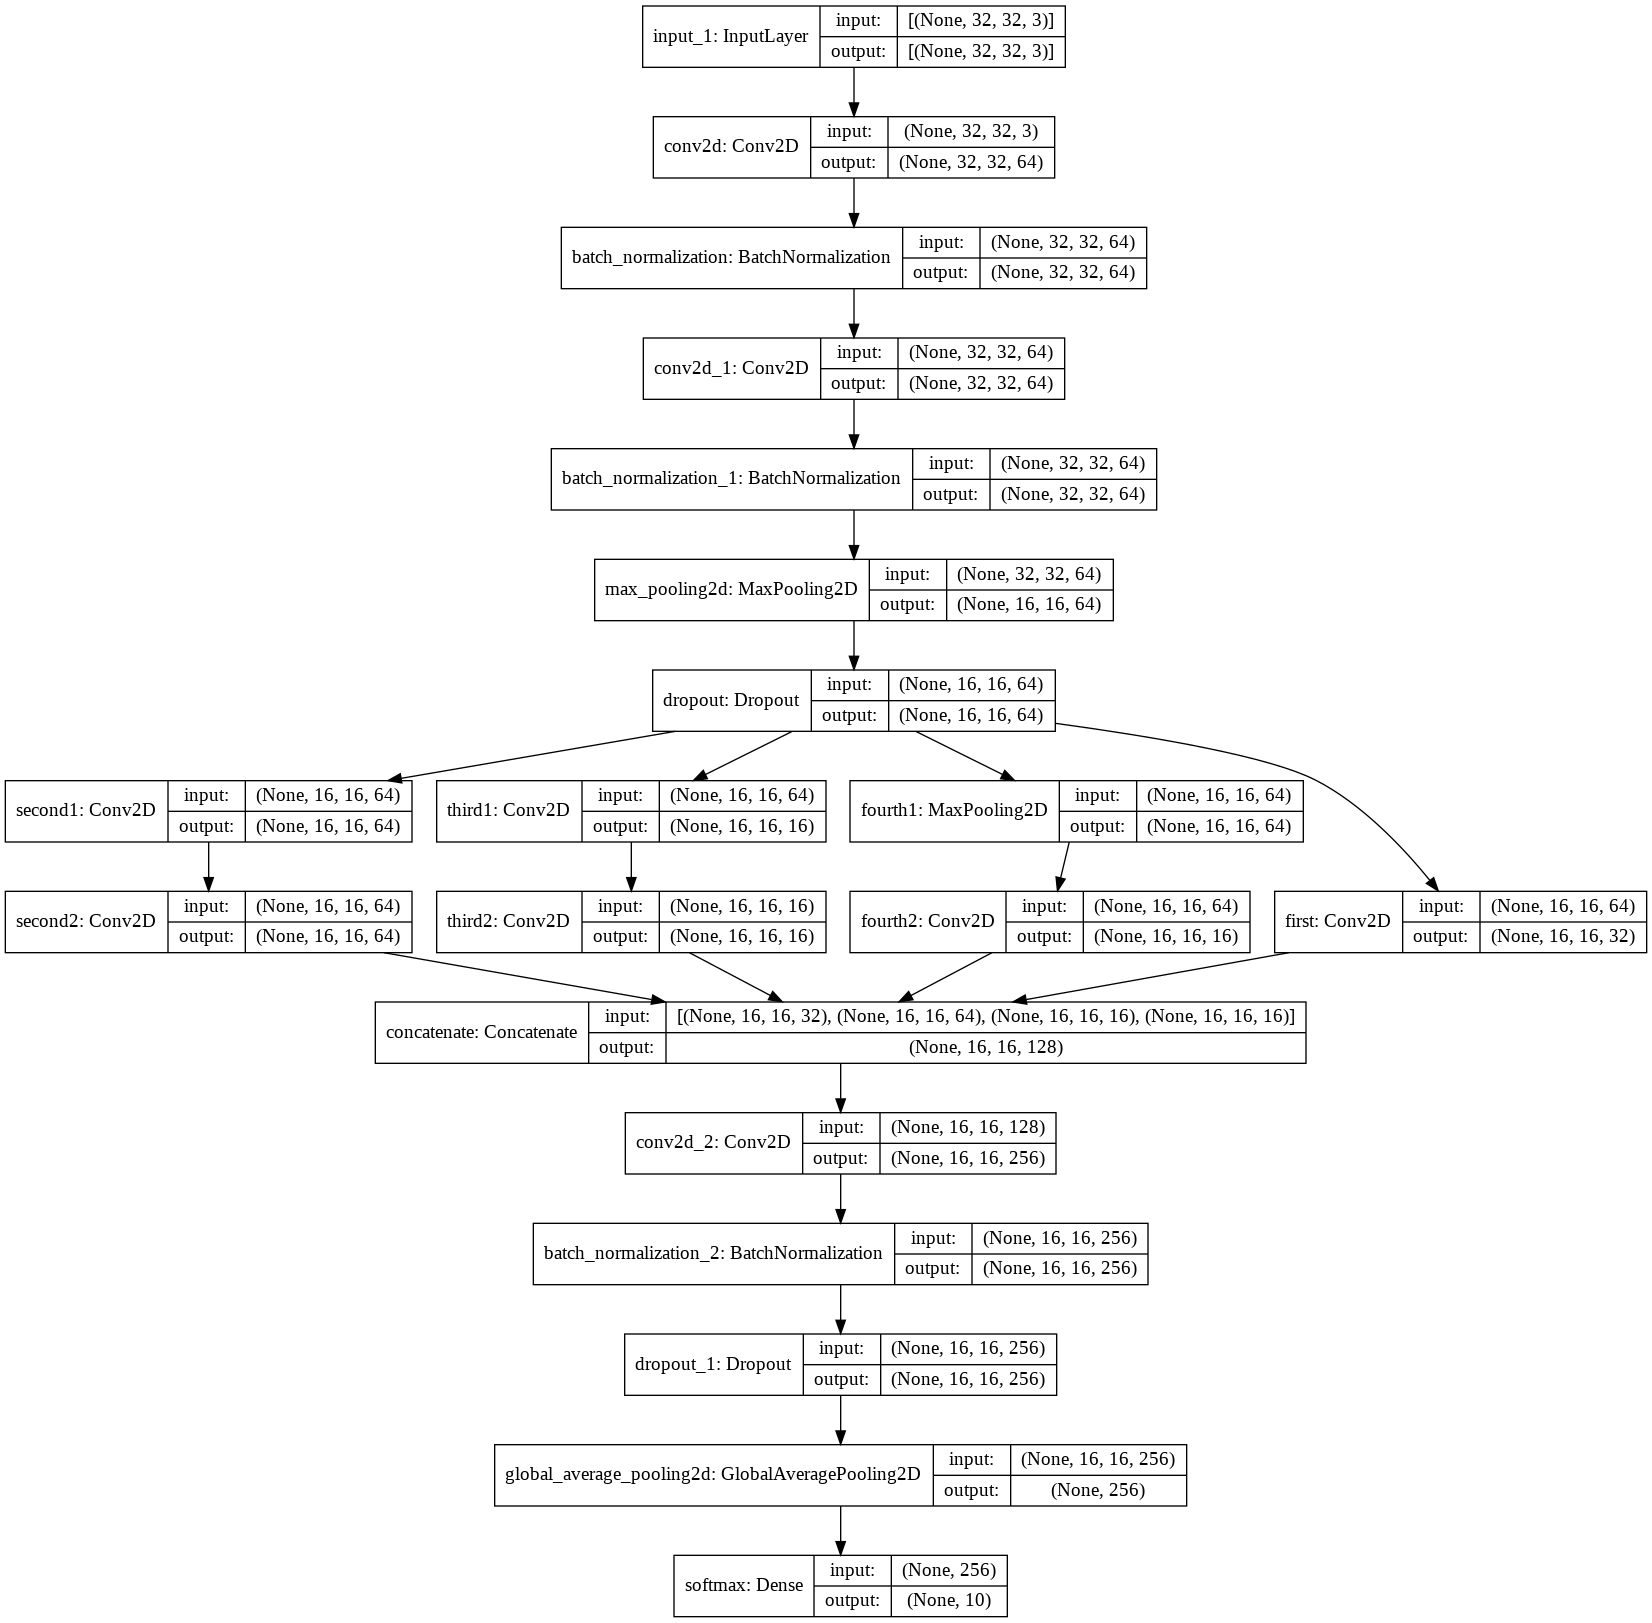 input_1: InputLayer
input:
[(None, 32, 32, 3)]
output:
[(None, 32, 32, 3)]
conv2d: Conv2D
input:
(None, 32, 32, 3)
output:
(None, 32, 32, 64)
batch_normalization: BatchNormalization
input:
(None, 32, 32, 64)
output:
(None, 32, 32, 64)
conv2d_1: Conv2D
input:
(None, 32, 32, 64)
output:
(None, 32, 32, 64)
batch_normalization_1: BatchNormalization
input:
(None, 32, 32, 64)
output:
(None, 32, 32, 64)
max_pooling2d: MaxPooling2D
input:
(None, 32, 32, 64)
output:
(None, 16, 16, 64)
dropout: Dropout
input:
(None, 16, 16, 64)
output:
(None, 16, 16, 64)
second1: Conv2D
input:
(None, 16, 16, 64)
output:
(None, 16, 16, 64)
third1: Conv2D
input:
(None, 16, 16, 64)
output:
(None, 16, 16, 16)
fourth1: MaxPooling2D
input:
(None, 16, 16, 64)
output:
(None, 16, 16, 64)
second2: Conv2D
input:
(None, 16, 16, 64)
output:
(None, 16, 16, 64)
third2: Conv2D
input:
(None, 16, 16, 16)
output:
(None, 16, 16, 16)
fourth2: Conv2D
input:
(None, 16, 16, 64)
output:
(None, 16, 16, 16)
first: Conv2D
input:
(None, 16, 16, 64)
output:
(None, 16, 16, 32)
concatenate: Concatenate
input:
[(None, 16, 16, 32), (None, 16, 16, 64), (None, 16, 16, 16), (None, 16, 16, 16)]
output:
(None, 16, 16, 128)
conv2d_2: Conv2D
input:
(None, 16, 16, 128)
output:
(None, 16, 16, 256)
batch_normalization_2: BatchNormalization
input:
(None, 16, 16, 256)
output:
(None, 16, 16, 256)
dropout_1: Dropout
input:
(None, 16, 16, 256)
output:
(None, 16, 16, 256)
global_average_pooling2d: GlobalAveragePooling2D
input:
(None, 16, 16, 256)
output:
(None, 256)
softmax: Dense
input:
(None, 256)
output:
(None, 10)